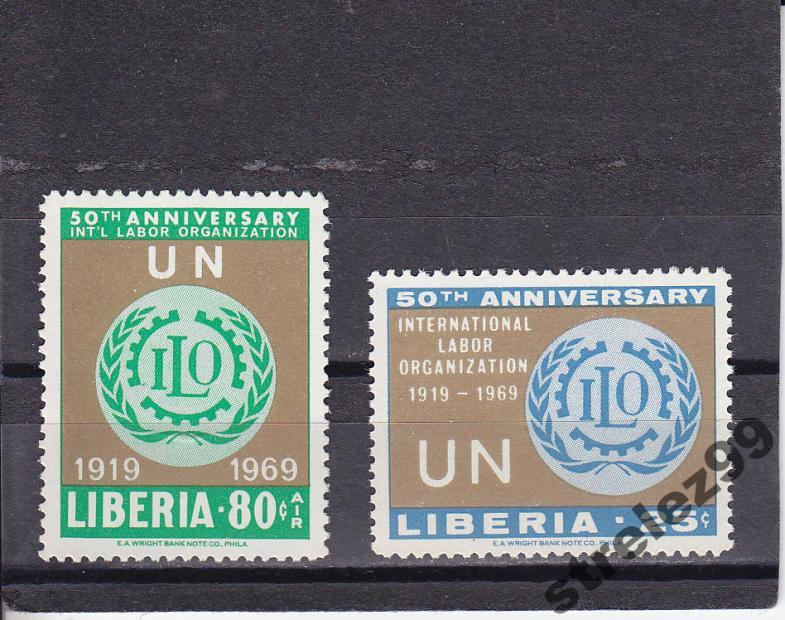 50TH ANNIVERSARY
INT'L LABOR ORGANIZATION
UN
ILO
1919 1969
LIBERIA · 80¢ AIR
E.A. WRIGHT BANK NOTE CO., PHILA.
50TH ANNIVERSARY
INTERNATIONAL
LABOR
ORGANIZATION
1919 - 1969
ILO
UN
LIBERIA ·
E.A. WRIGHT BANK NOTE CO., PHILA.
strelez99